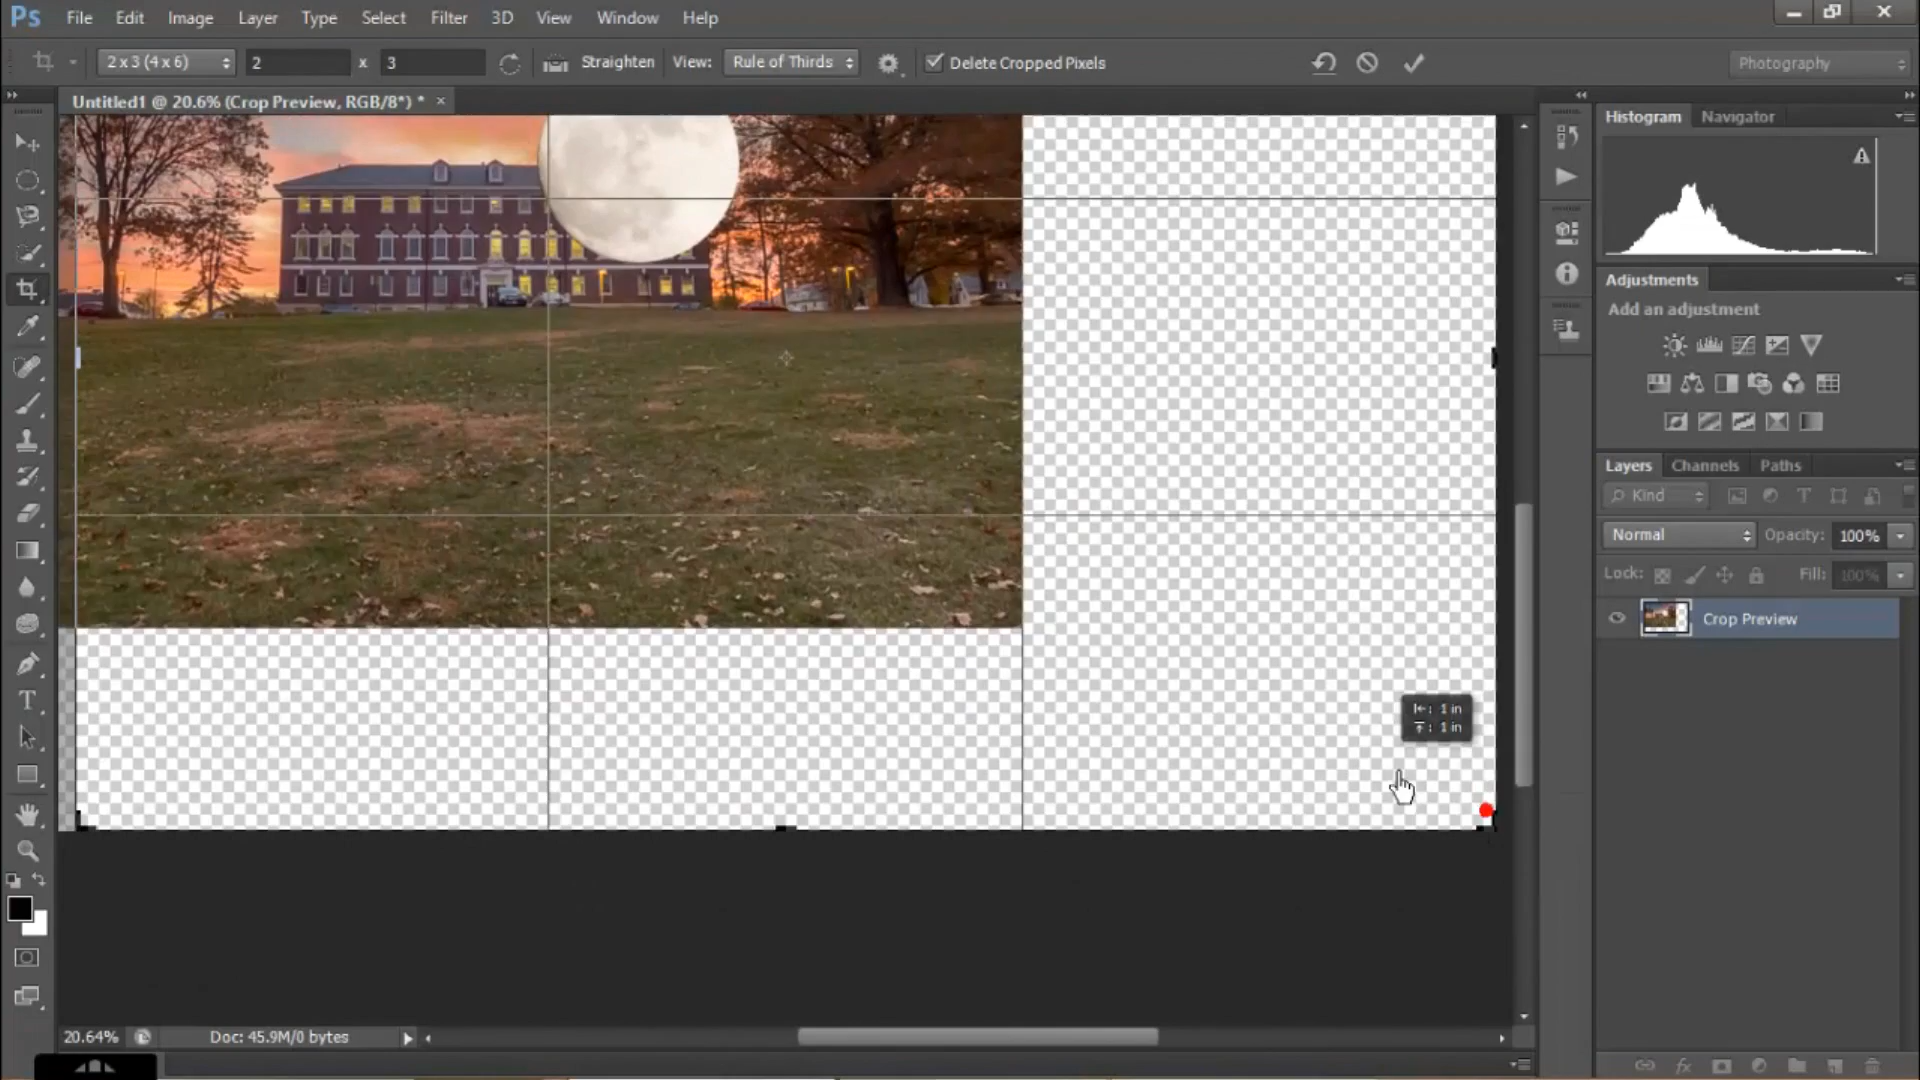 Ps File Edit Image Layer Type Select Filter 3D View Window Help
2 x 3 (4 x 6) 2 x 3 Straighten View: Rule of Thirds Delete Cropped Pixels Photography
Untitled1 @ 20.6% (Crop Preview, RGB/8*) * ×
Histogram Navigator
Adjustments
Add an adjustment
Layers Channels Paths
Kind
Normal Opacity: 100%
Lock: Fill: 100%
Crop Preview
: 1 in
: 1 in
20.64% Doc: 45.9M/0 bytes